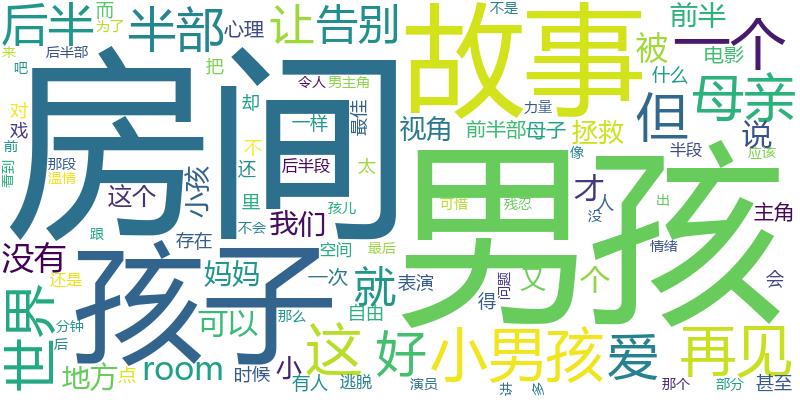 后半 而 为了 半部 心理 让 告别 故事 不是 前半 被 一个
来 吧 后半部 把 令人 男主角 电影 什么
对 戏 却 一样 最佳 视角 前半部 母子 力量 拯救 但 母亲 说
前 看到 那段 温情 房间 不 还 后半段 太 像 半段 应该
这个 小孩 里 孩儿 我们 可惜 残忍 才 人 没 主角
没有 跟 存在 不会 空间 男孩 出
还是 孩子 妈妈 一次 最后 就 表演 得 问题 又 个 情绪 会
世界 分钟 后 可以 那么 自由 这 好 小男孩 爱 再见
地方 点 room 时候 小 有人 逃脱 演员 那个 部分 甚至